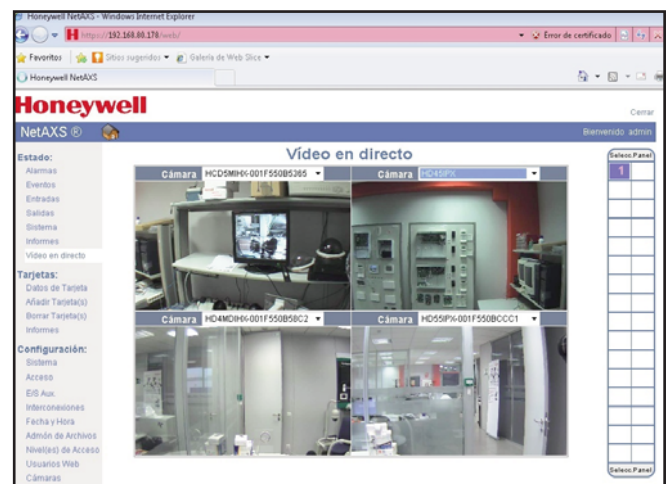 Honeywell NetAXS - Windows Internet Explorer
https://192.168.80.178/web/
Error de certificado
Favoritos
Sitios sugeridos
Galería de Web Slice
Honeywell NetAXS
Honeywell
Cerrar
NetAXS ®
Bienvenido admin
Vídeo en directo
Estado:
Alarmas
Eventos
Entradas
Salidas
Sistema
Informes
Vídeo en directo
Tarjetas:
Datos de Tarjeta
Añadir Tarjeta(s)
Borrar Tarjeta(s)
Informes
Configuración:
Sistema
Acceso
E/S Aux.
Interconexiones
Fecha y Hora
Admón de Archivos
Nivel(es) de Acceso
Usuarios Web
Cámaras
Cámara HCD5MIHX-001F550B5365
Cámara HD45IPX
Cámara HD4MDIHX-001F550B58C2
Cámara HD55IPX-001F550BCCC1
Selecc.Panel
1
Selecc.Panel